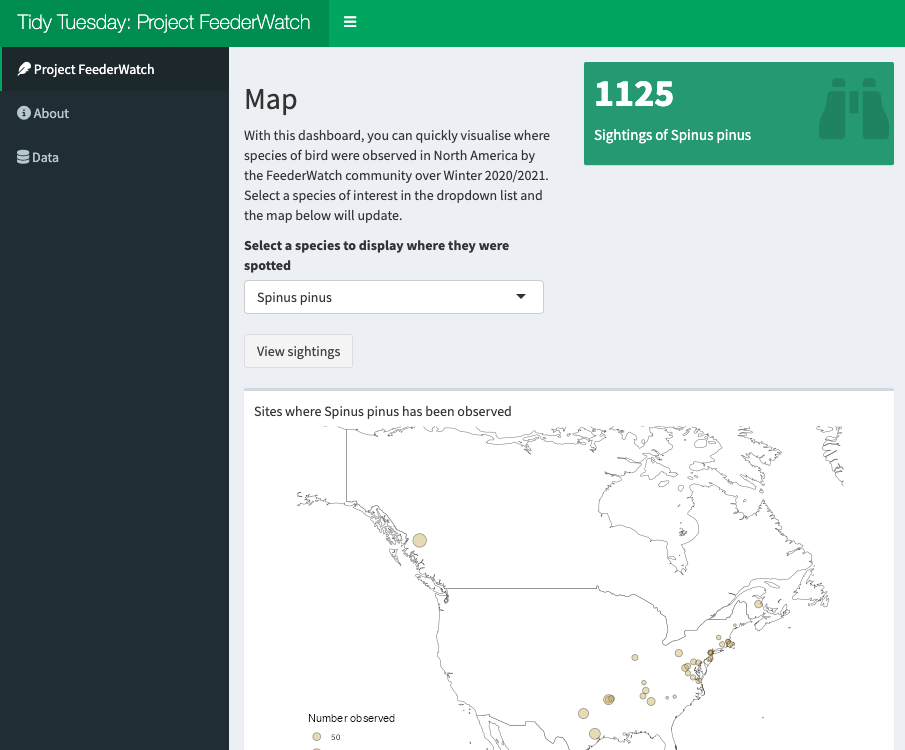 Tidy Tuesday: Project FeederWatch
Project FeederWatch
About
Data
Map
With this dashboard, you can quickly visualise where
species of bird were observed in North America by
the FeederWatch community over Winter 2020/2021.
Select a species of interest in the dropdown list and
the map below will update.
Select a species to display where they were
spotted
Spinus pinus
View sightings
1125
Sightings of Spinus pinus
Sites where Spinus pinus has been observed
Number observed
50